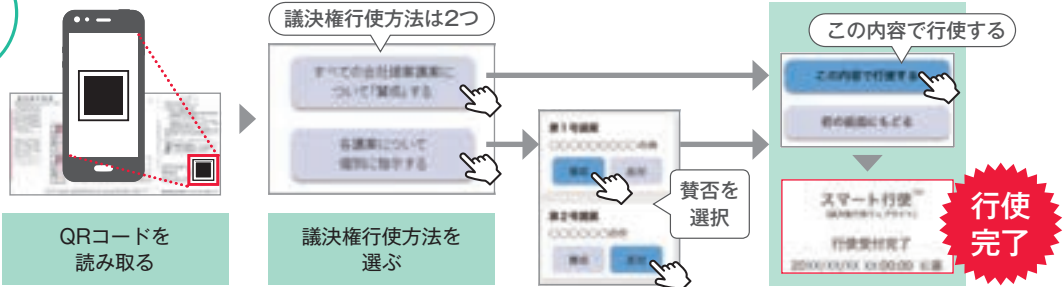 議決権行使方法は2つ
この内容で行使する
すべての会社提案議案に
ついて「賛成」する
この内容で行使する
各議案について
個別に指示する
前の画面にもどる
第1号議案
賛成
賛否を
選択
第2号議案
スマート行使
行使受付完了
行使
完了
QRコードを
読み取る
議決権行使方法を
選ぶ